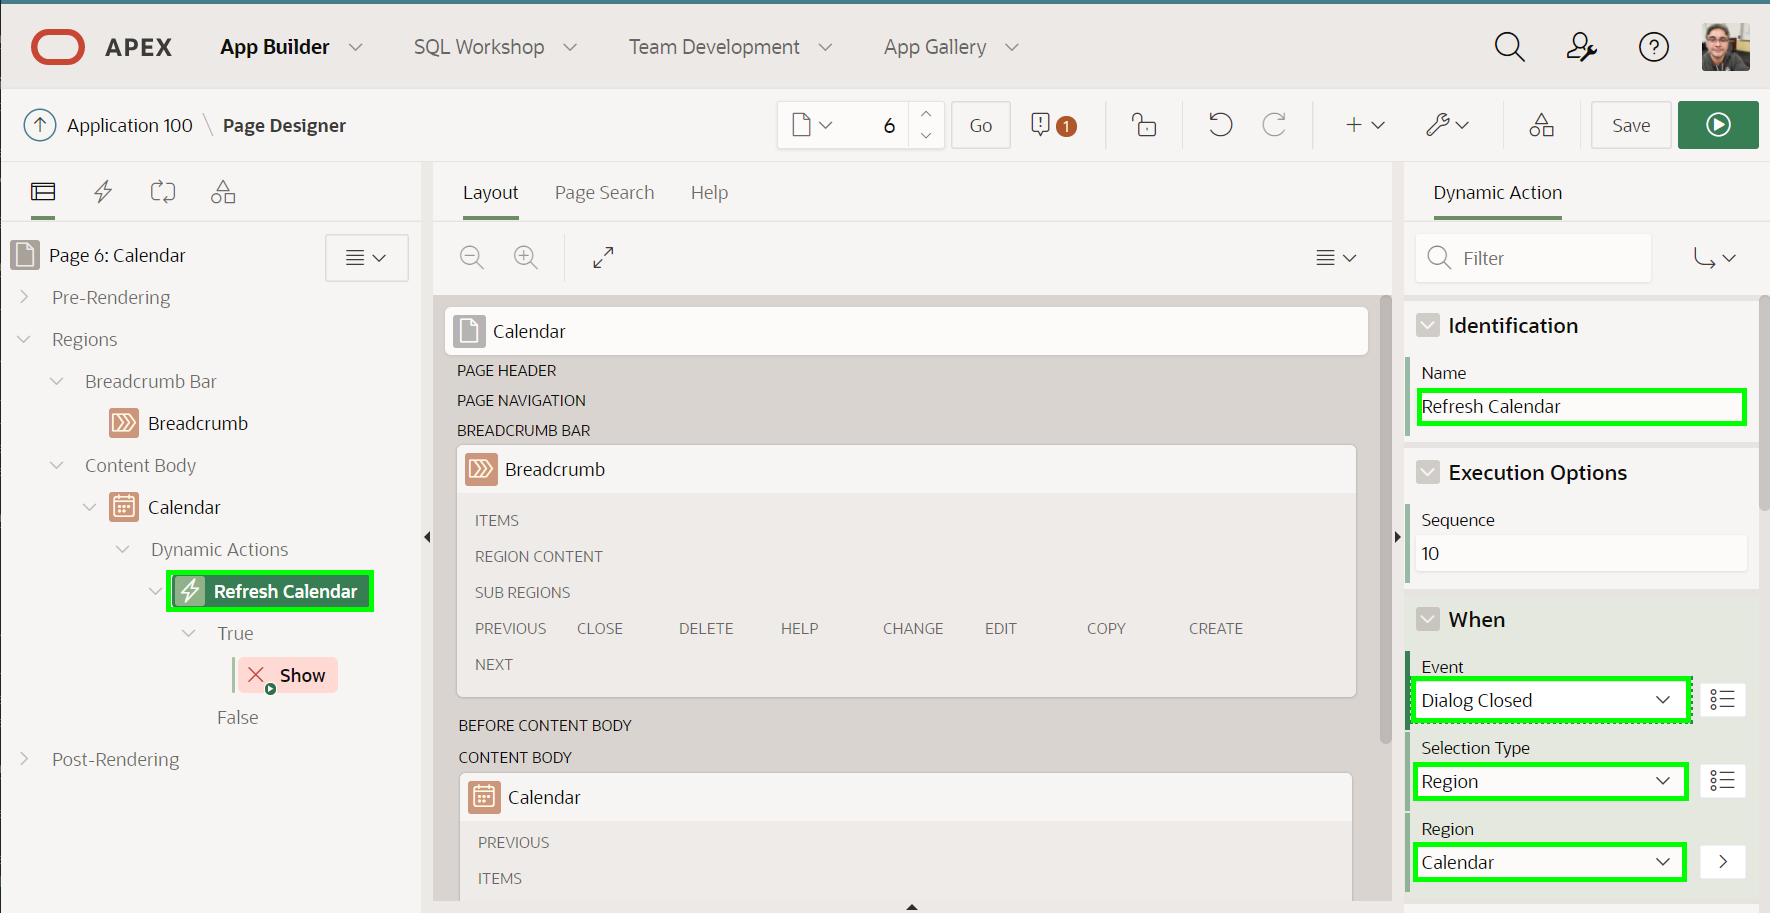 APEX App Builder SQL Workshop Team Development App Gallery
Application 100 \ Page Designer 6 Go 1 Save
Layout Page Search Help
Dynamic Action
Page 6: Calendar
Pre-Rendering
Regions
Breadcrumb Bar
Breadcrumb
Content Body
Calendar
Dynamic Actions
Refresh Calendar
True
Show
False
Post-Rendering
Calendar
PAGE HEADER
PAGE NAVIGATION
BREADCRUMB BAR
Breadcrumb
ITEMS
REGION CONTENT
SUB REGIONS
PREVIOUS CLOSE DELETE HELP CHANGE EDIT COPY CREATE
NEXT
BEFORE CONTENT BODY
CONTENT BODY
Calendar
PREVIOUS
ITEMS
Filter
Identification
Name
Refresh Calendar
Execution Options
Sequence
10
When
Event
Dialog Closed
Selection Type
Region
Region
Calendar